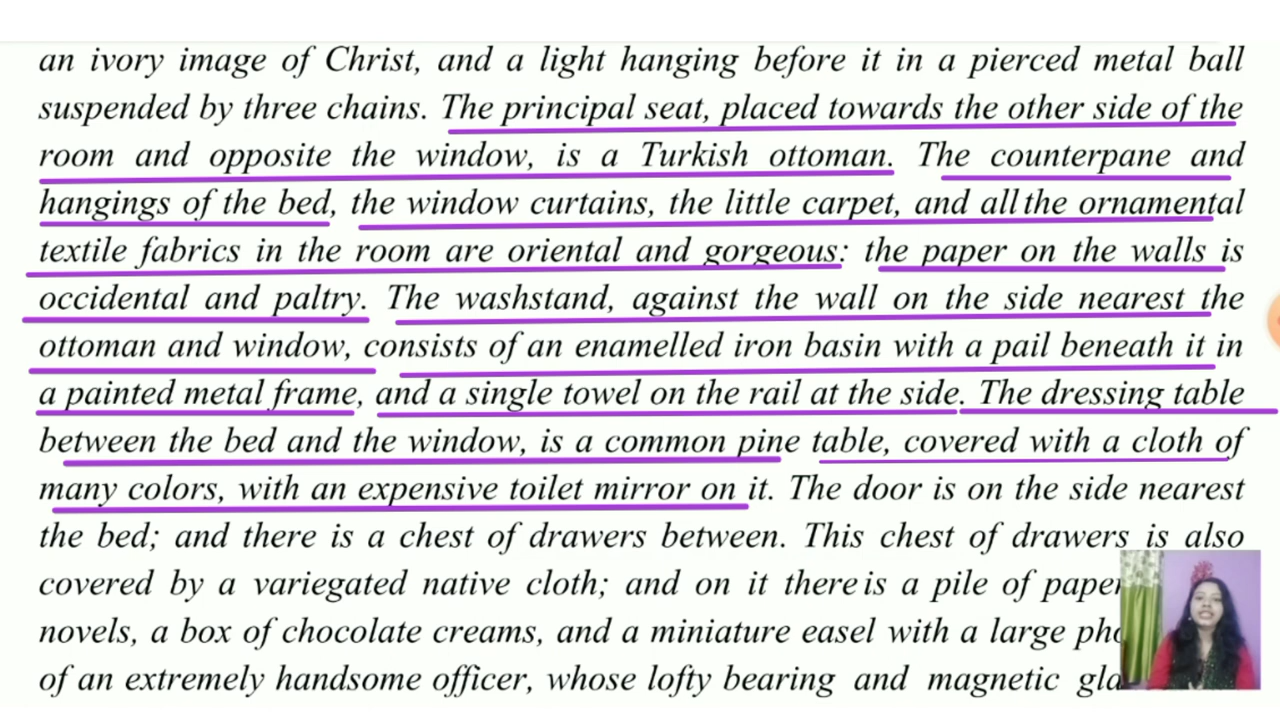 an ivory image of Christ, and a light hanging before it in a pierced metal ball
suspended by three chains. The principal seat, placed towards the other side of the
room and opposite the window, is a Turkish ottoman. The counterpane and
hangings of the bed, the window curtains, the little carpet, and all the ornamental
textile fabrics in the room are oriental and gorgeous: the paper on the walls is
occidental and paltry. The washstand, against the wall on the side nearest the
ottoman and window, consists of an enamelled iron basin with a pail beneath it in
a painted metal frame, and a single towel on the rail at the side. The dressing table
between the bed and the window, is a common pine table, covered with a cloth of
many colors, with an expensive toilet mirror on it. The door is on the side nearest
the bed; and there is a chest of drawers between. This chest of drawers is also
covered by a variegated native cloth; and on it there is a pile of paper
novels, a box of chocolate creams, and a miniature easel with a large
of an extremely handsome officer, whose lofty bearing and magnetic